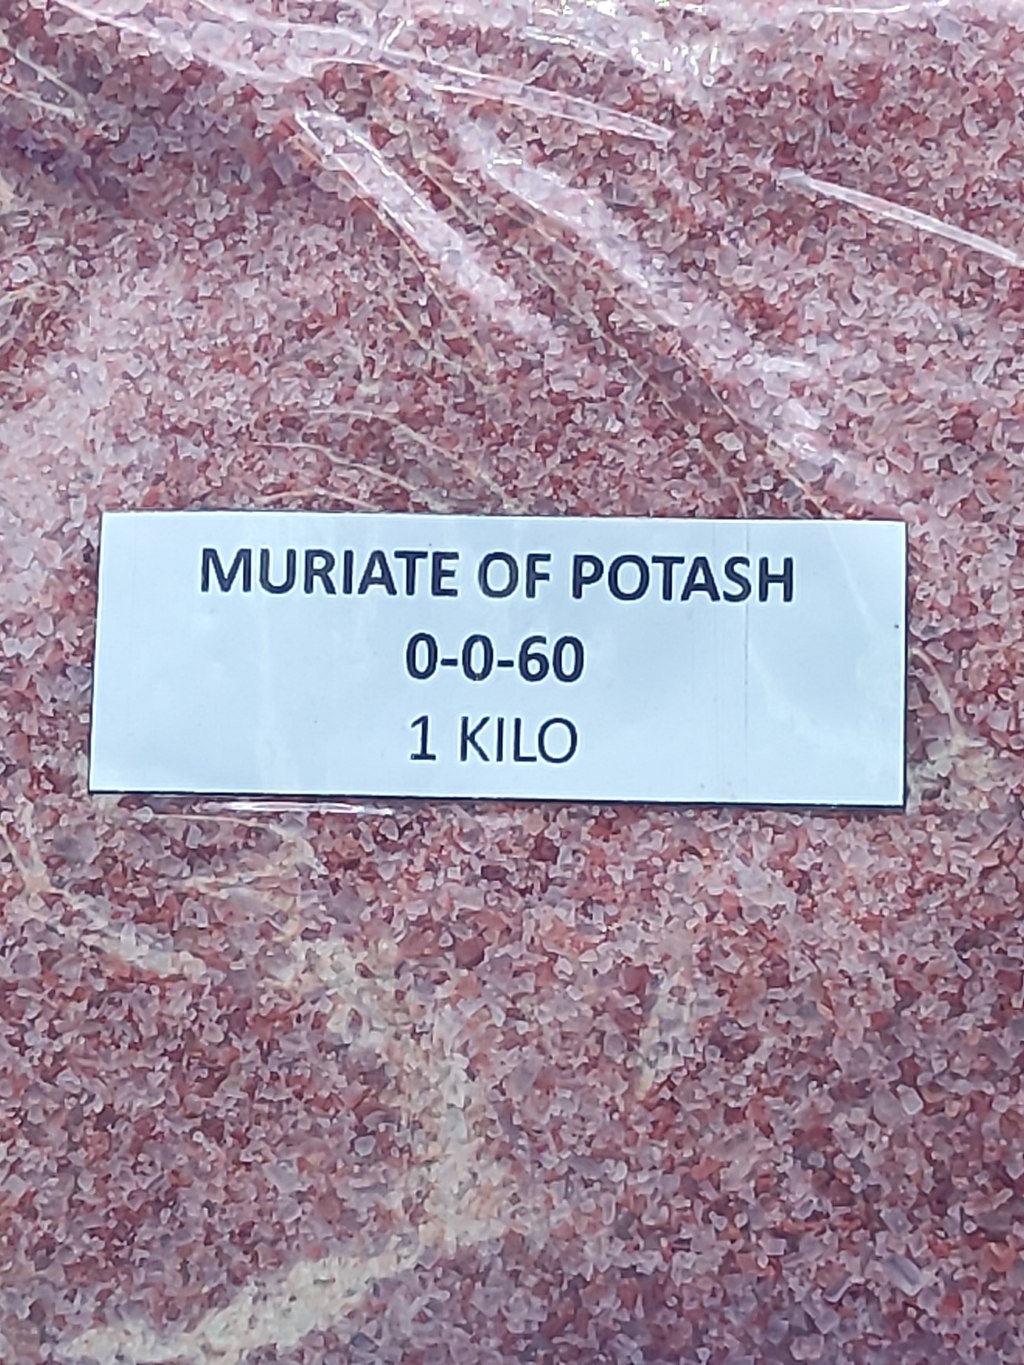 MURIATE OF POTASH
0-0-60
1 KILO